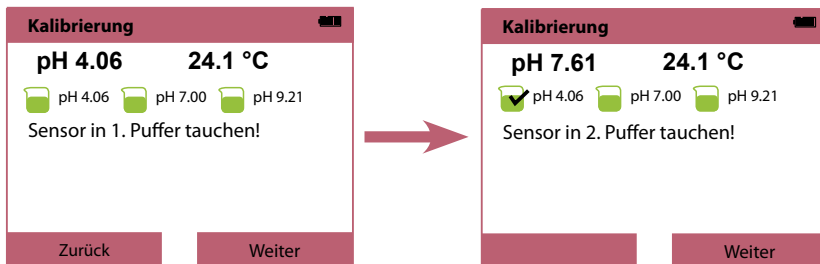 Kalibrierung
pH 4.06 24.1 °C
pH 4.06 pH 7.00 pH 9.21
Sensor in 1. Puffer tauchen!
Zurück Weiter
Kalibrierung
pH 7.61 24.1 °C
pH 4.06 pH 7.00 pH 9.21
Sensor in 2. Puffer tauchen!
Weiter